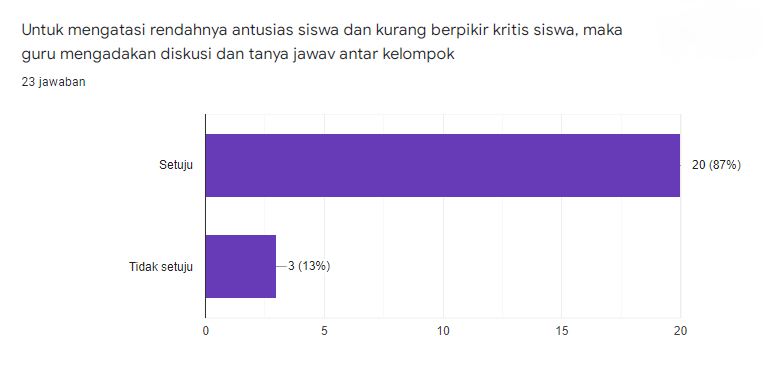 Untuk mengatasi rendahnya antusias siswa dan kurang berpikir kritis siswa, maka
guru mengadakan diskusi dan tanya jawav antar kelompok
23 jawaban
Setuju
20 (87%)
Tidak setuju
3 (13%)
0 5 10 15 20